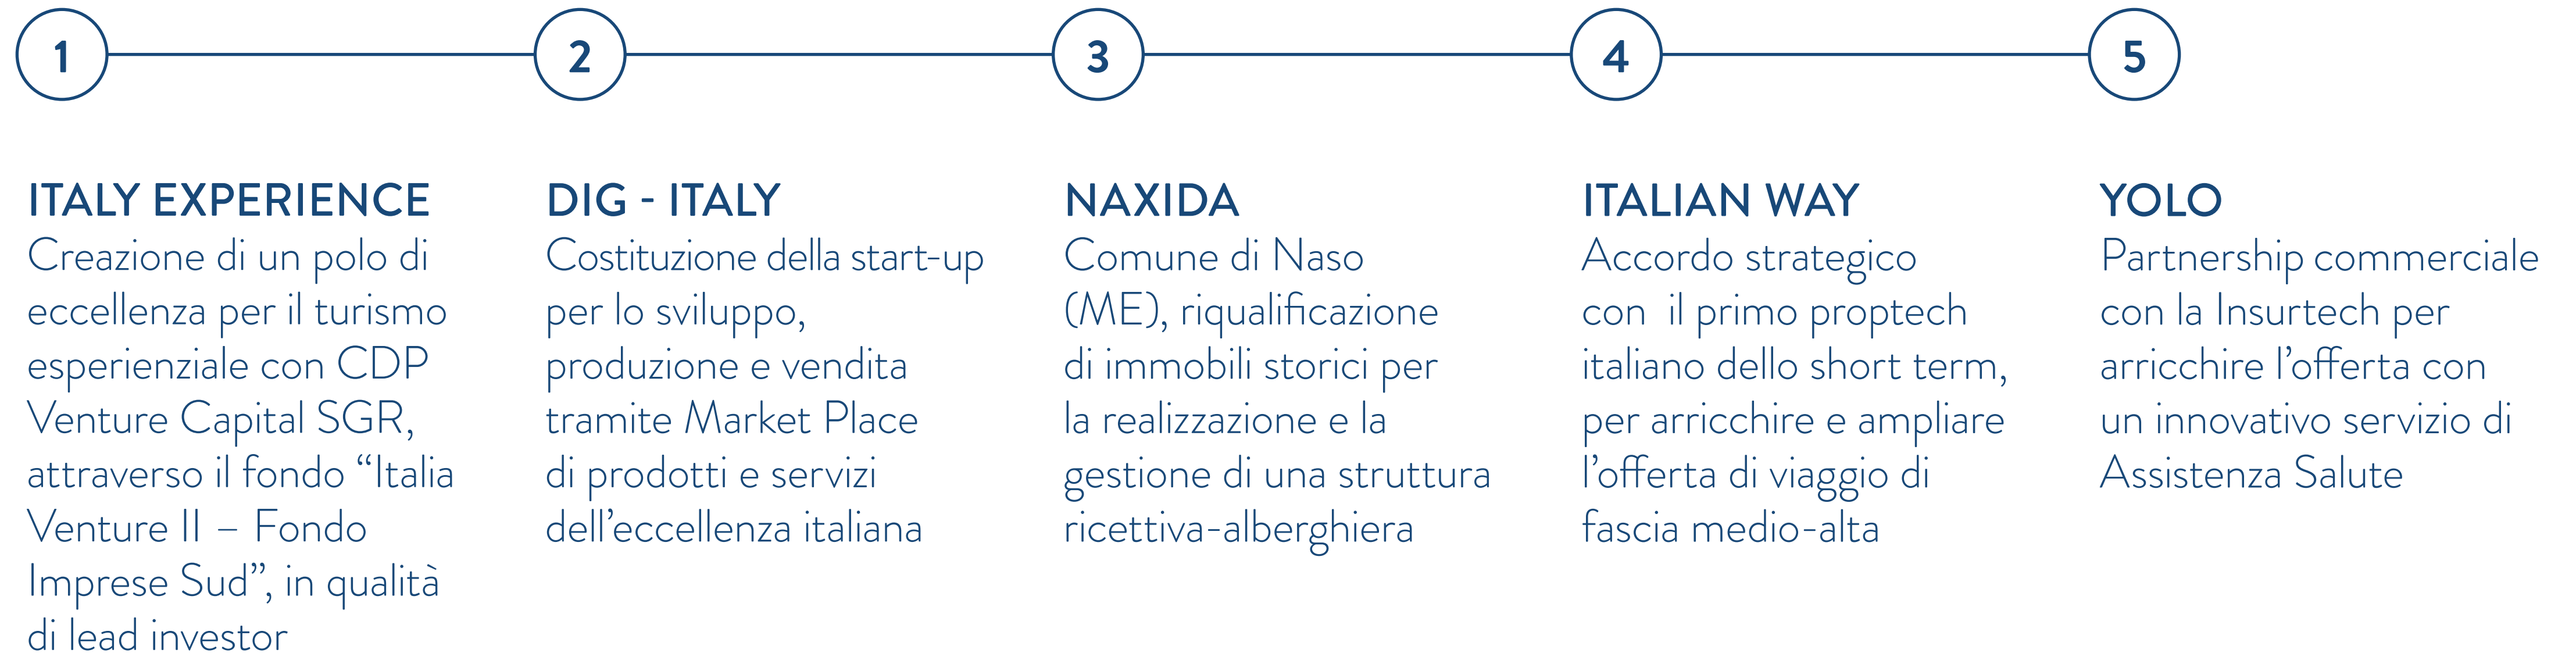 1
2
3
4
5
ITALY EXPERIENCE
Creazione di un polo di
eccellenza per il turismo
esperienziale con CDP
Venture Capital SGR,
attraverso il fondo “Italia
Venture II – Fondo
Imprese Sud”, in qualità
di lead investor
DIG - ITALY
Costituzione della start-up
per lo sviluppo,
produzione e vendita
tramite Market Place
di prodotti e servizi
dell’eccellenza italiana
NAXIDA
Comune di Naso
(ME), riqualificazione
di immobili storici per
la realizzazione e la
gestione di una struttura
ricettiva-alberghiera
ITALIAN WAY
Accordo strategico
con  il primo proptech
italiano dello short term,
per arricchire e ampliare
l’offerta di viaggio di
fascia medio-alta
YOLO
Partnership commerciale
con la Insurtech per
arricchire l’offerta con
un innovativo servizio di
Assistenza Salute